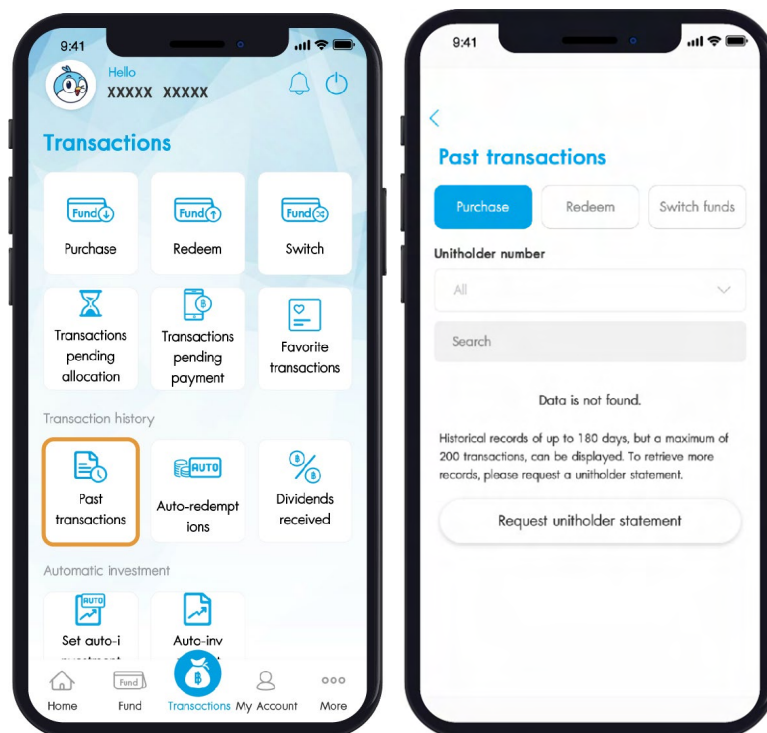 9:41
Hello
XXXXX XXXXX
Transactions
Fund
Fund
Fund
Purchase
Redeem
Switch
Transactions
pending
allocation
Transactions
pending
payment
Favorite
transactions
Transaction history
Past
transactions
AUTO
Auto-redempt
ions
Dividends
received
Automatic investment
AUTO
Set auto-i
Auto-inv
Fund
Home
Fund
Transactions
My Account
More
9:41
Past transactions
Purchase
Redeem
Switch funds
Unitholder number
All
Search
Data is not found.
Historical records of up to 180 days, but a maximum of
200 transactions, can be displayed. To retrieve more
records, please request a unitholder statement.
Request unitholder statement